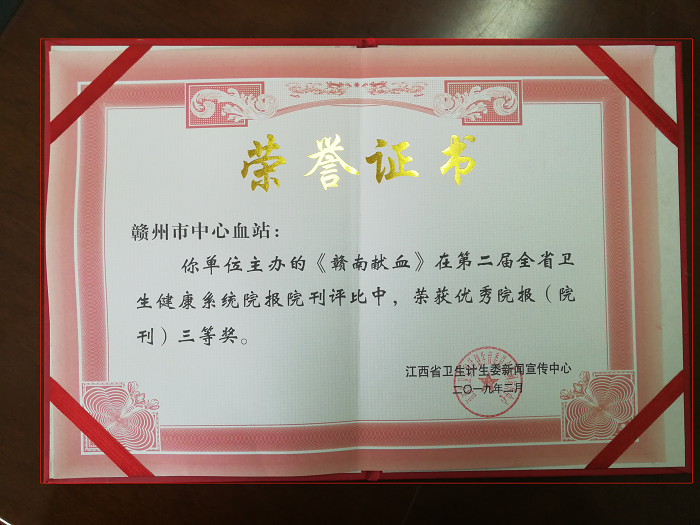 荣誉证书
赣州市中心血站：
你单位主办的《赣南献血》在第二届全省卫
生健康系统院报院刊评比中，荣获优秀院报（院
刊）三等奖。
江西省卫生计生委新闻宣传中心
二〇一九年二月